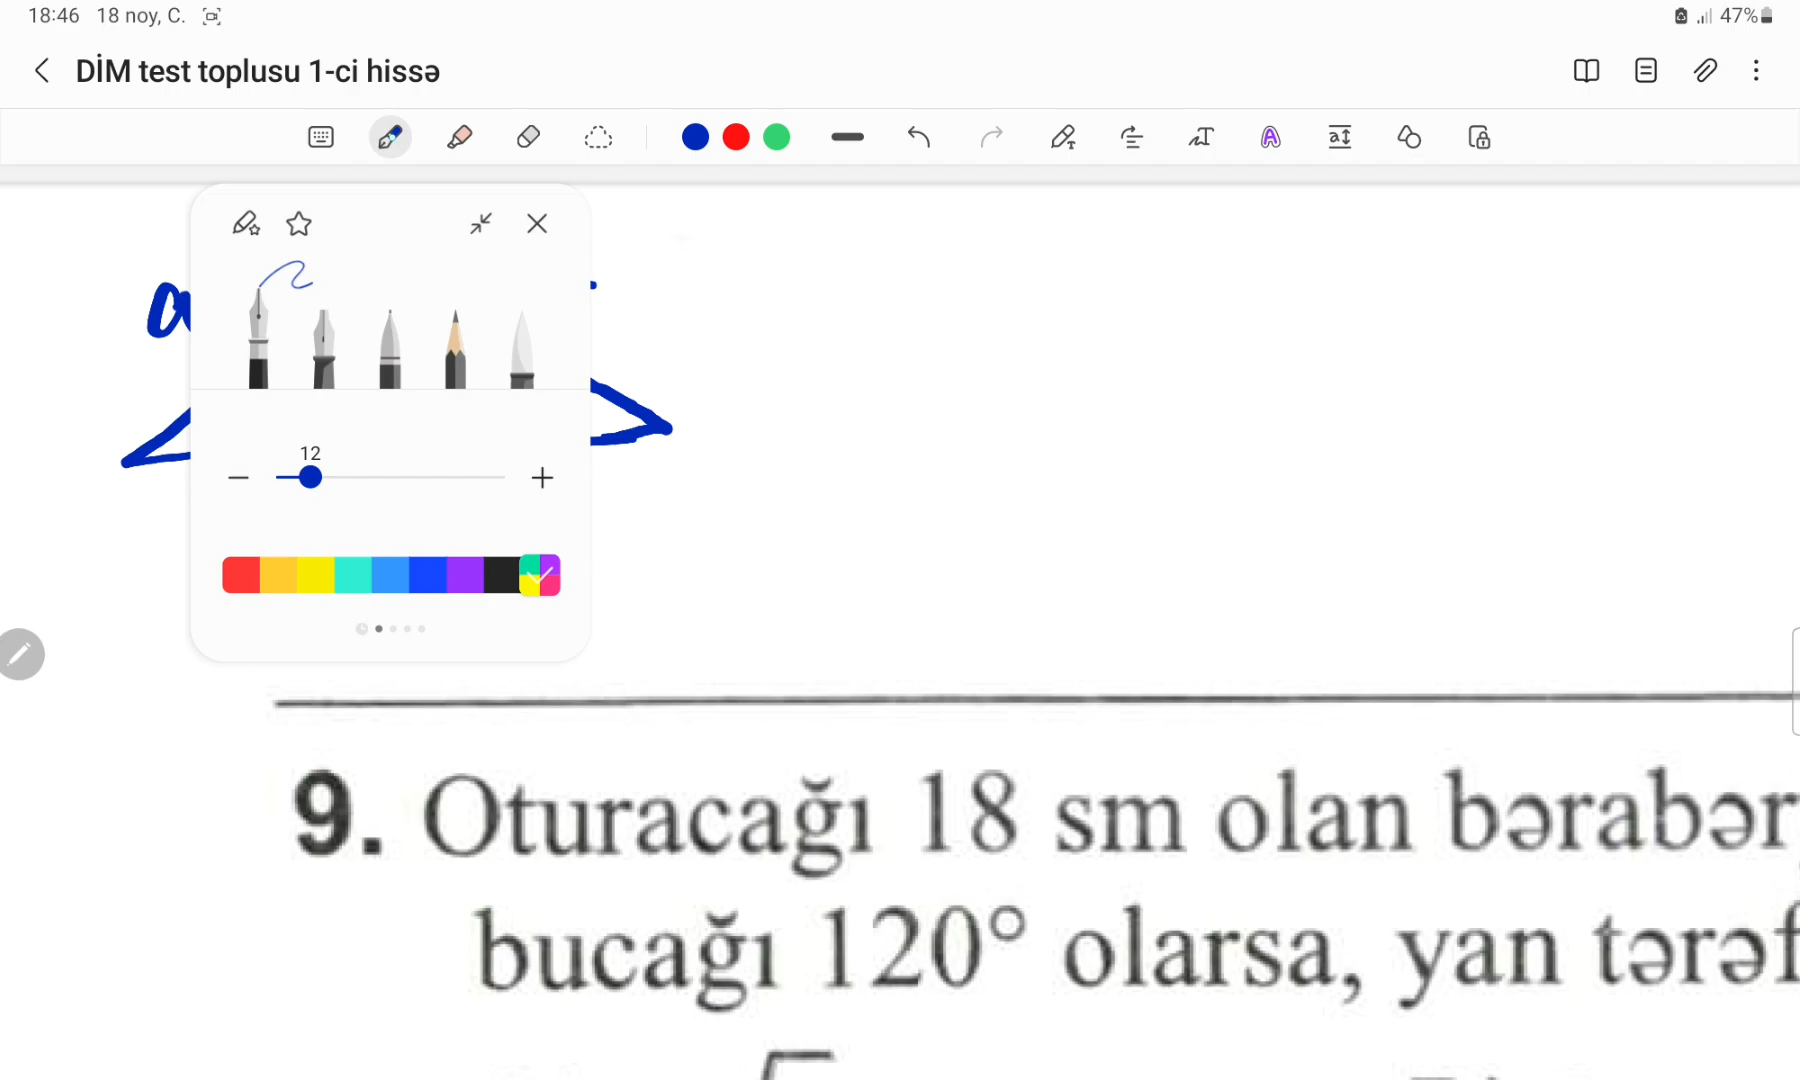 18:46 18 noy, C. 47%
DİM test toplusu 1-ci hissə
12
9. Oturacağı 18 sm olan bərabər
bucağı 120° olarsa, yan tərəf